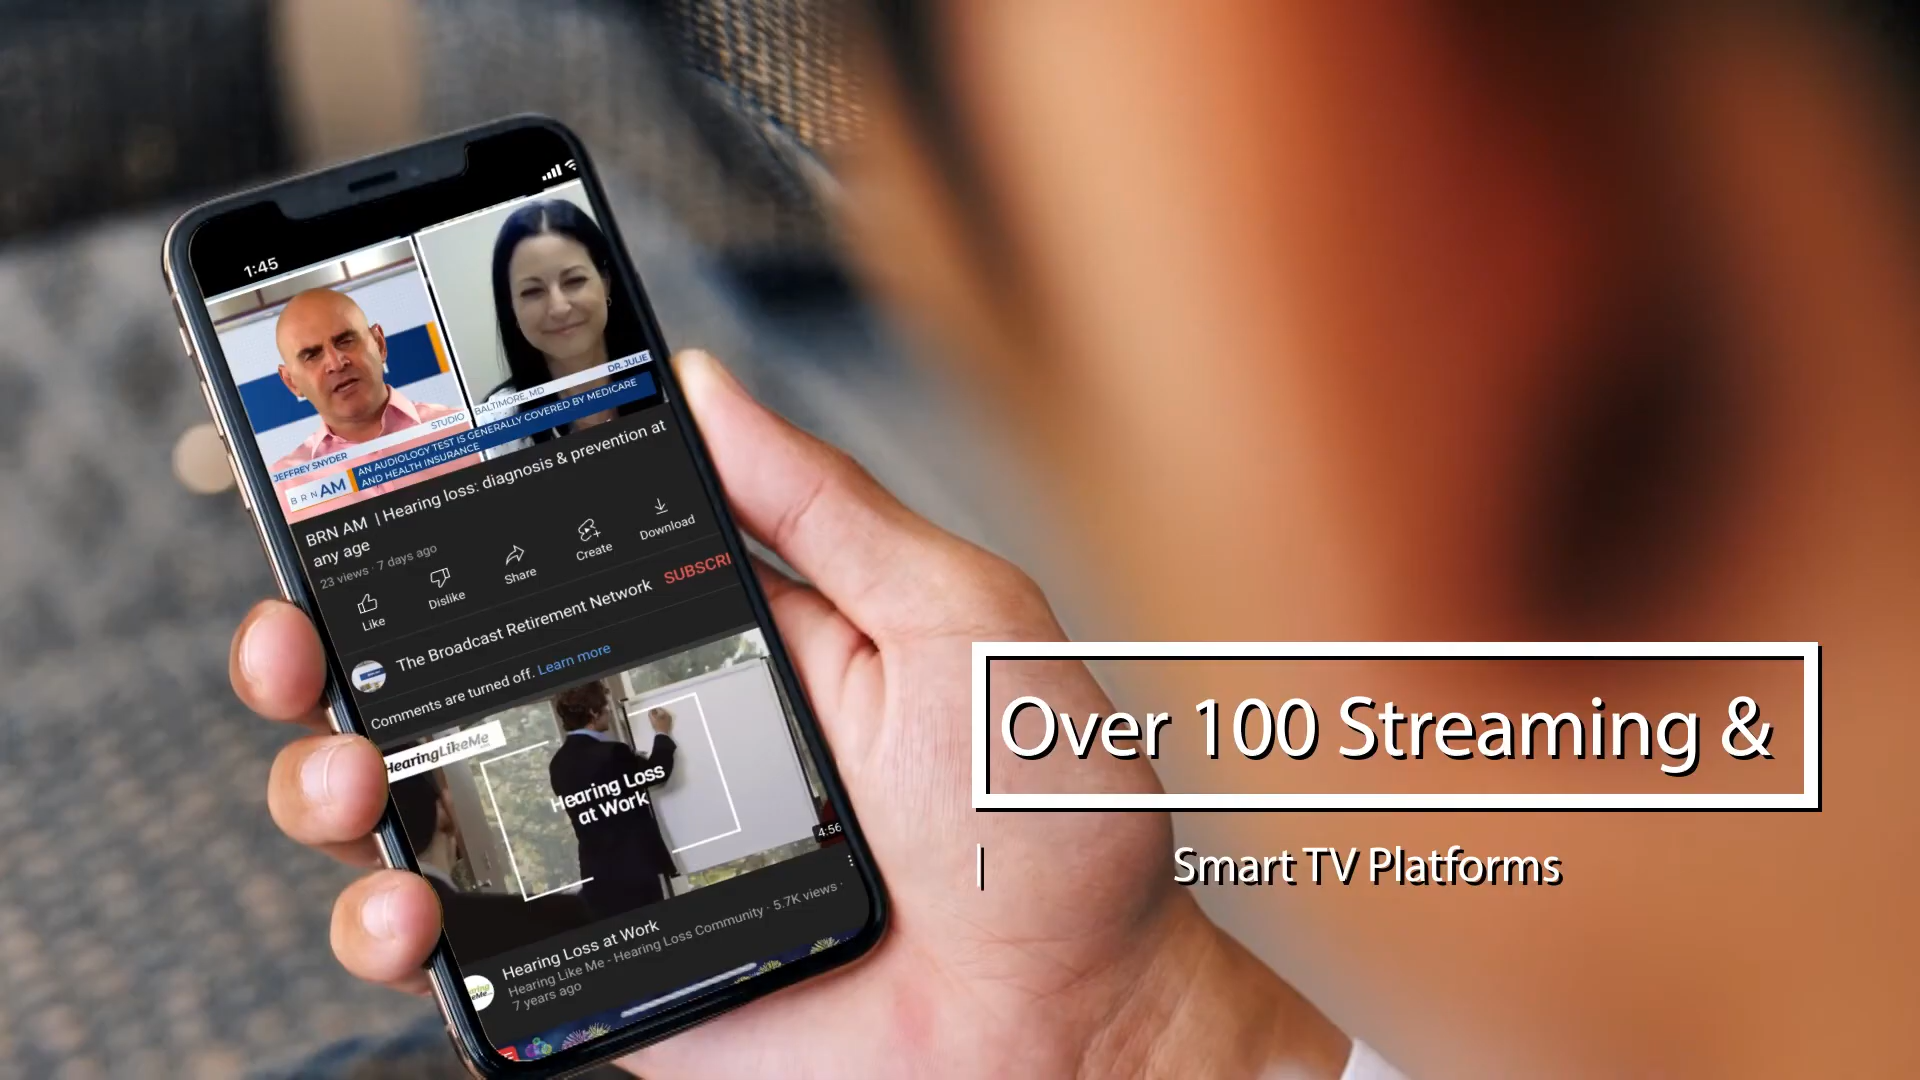 1:45
DR. JULIE
BALTIMORE, MD
STUDIO
JEFFREY SNYDER
AN AUDIOLOGY TEST IS GENERALLY COVERED BY MEDICARE
AND HEALTH INSURANCE
BRN AM
BRN AM | Hearing loss: diagnosis & prevention at
any age
23 views · 7 days ago
Like
Dislike
Share
Create
Download
The Broadcast Retirement Network
SUBSCRI
Comments are turned off. Learn more
HearingLikeMe
Hearing Loss
at Work
4:56
Hearing Loss at Work
Hearing Like Me - Hearing Loss Community · 5.7K views ·
7 years ago
Over 100 Streaming &
| Smart TV Platforms